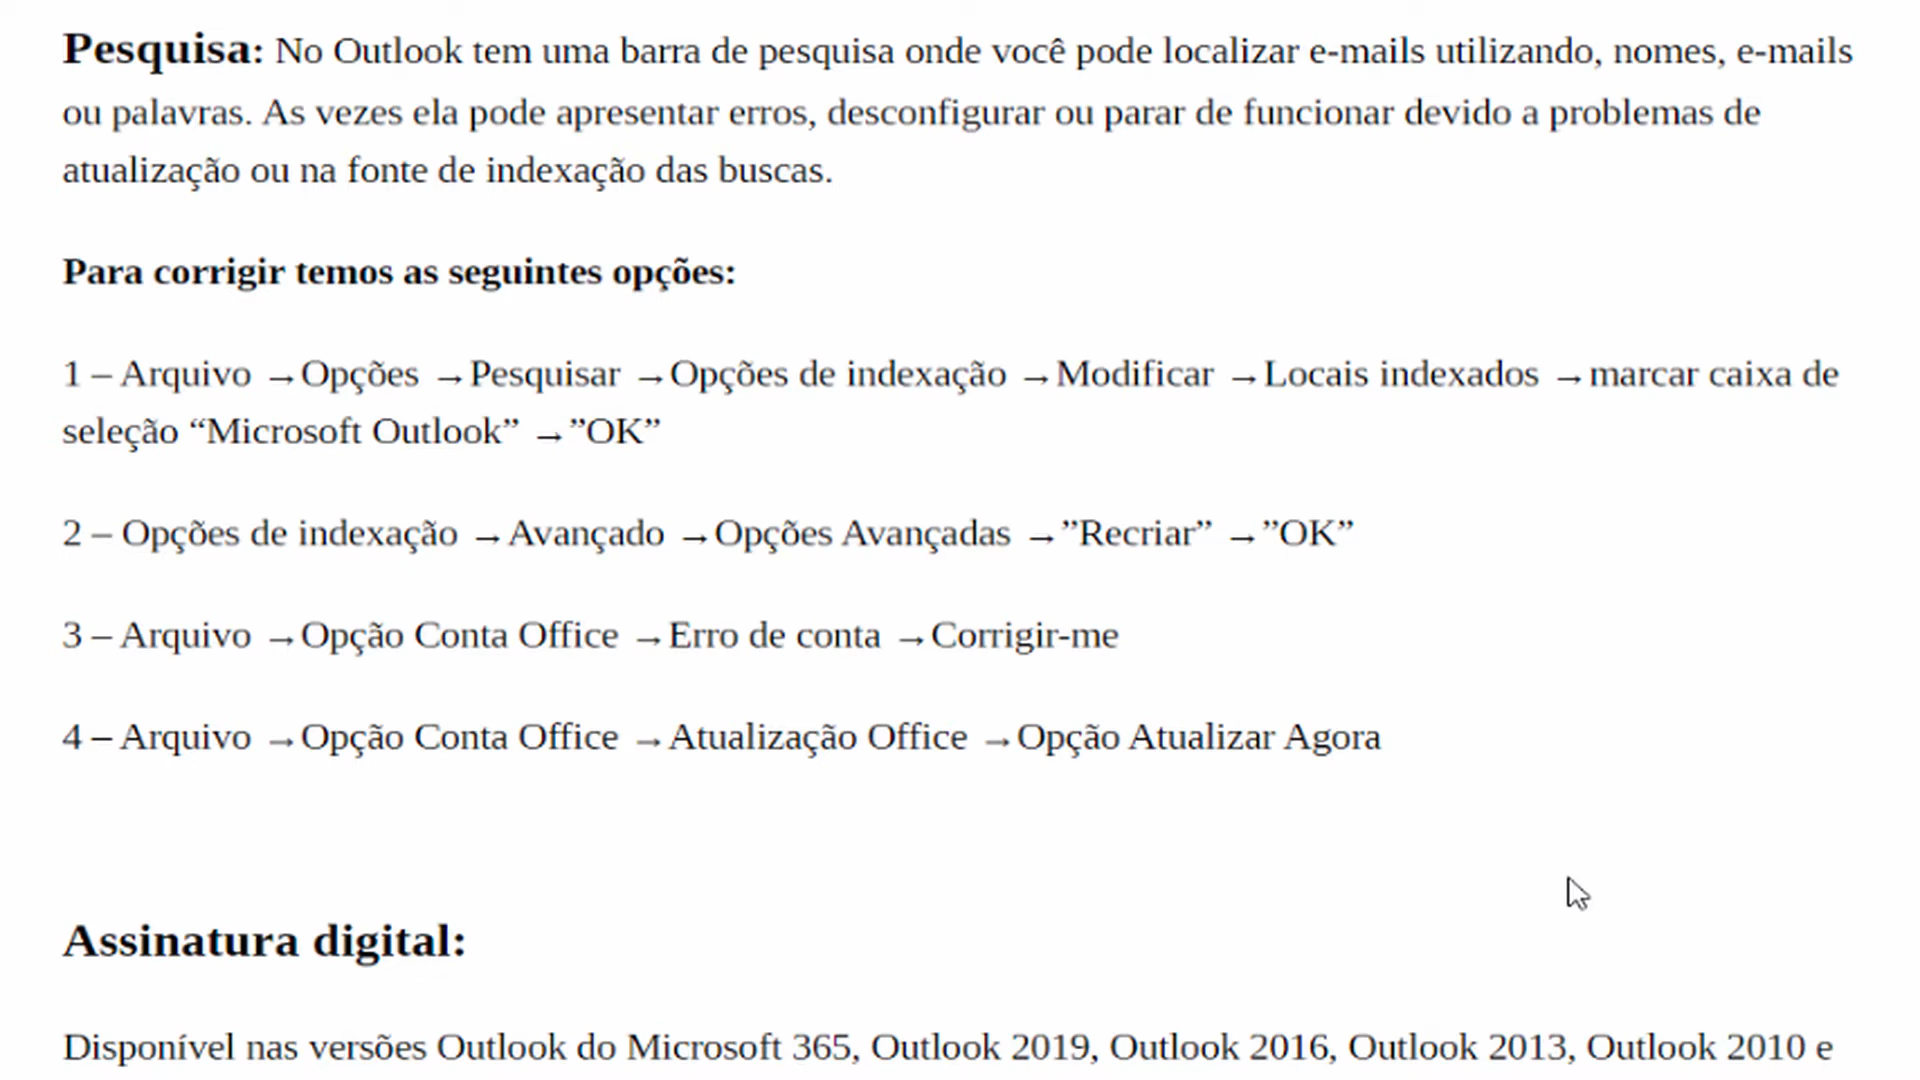 Pesquisa: No Outlook tem uma barra de pesquisa onde você pode localizar e-mails utilizando, nomes, e-mails
ou palavras. As vezes ela pode apresentar erros, desconfigurar ou parar de funcionar devido a problemas de
atualização ou na fonte de indexação das buscas.
Para corrigir temos as seguintes opções:
1 – Arquivo →Opções →Pesquisar →Opções de indexação →Modificar →Locais indexados →marcar caixa de
seleção “Microsoft Outlook” →”OK”
2 – Opções de indexação →Avançado →Opções Avançadas →”Recriar” →”OK”
3 – Arquivo →Opção Conta Office →Erro de conta →Corrigir-me
4 – Arquivo →Opção Conta Office →Atualização Office →Opção Atualizar Agora
Assinatura digital:
Disponível nas versões Outlook do Microsoft 365, Outlook 2019, Outlook 2016, Outlook 2013, Outlook 2010 e